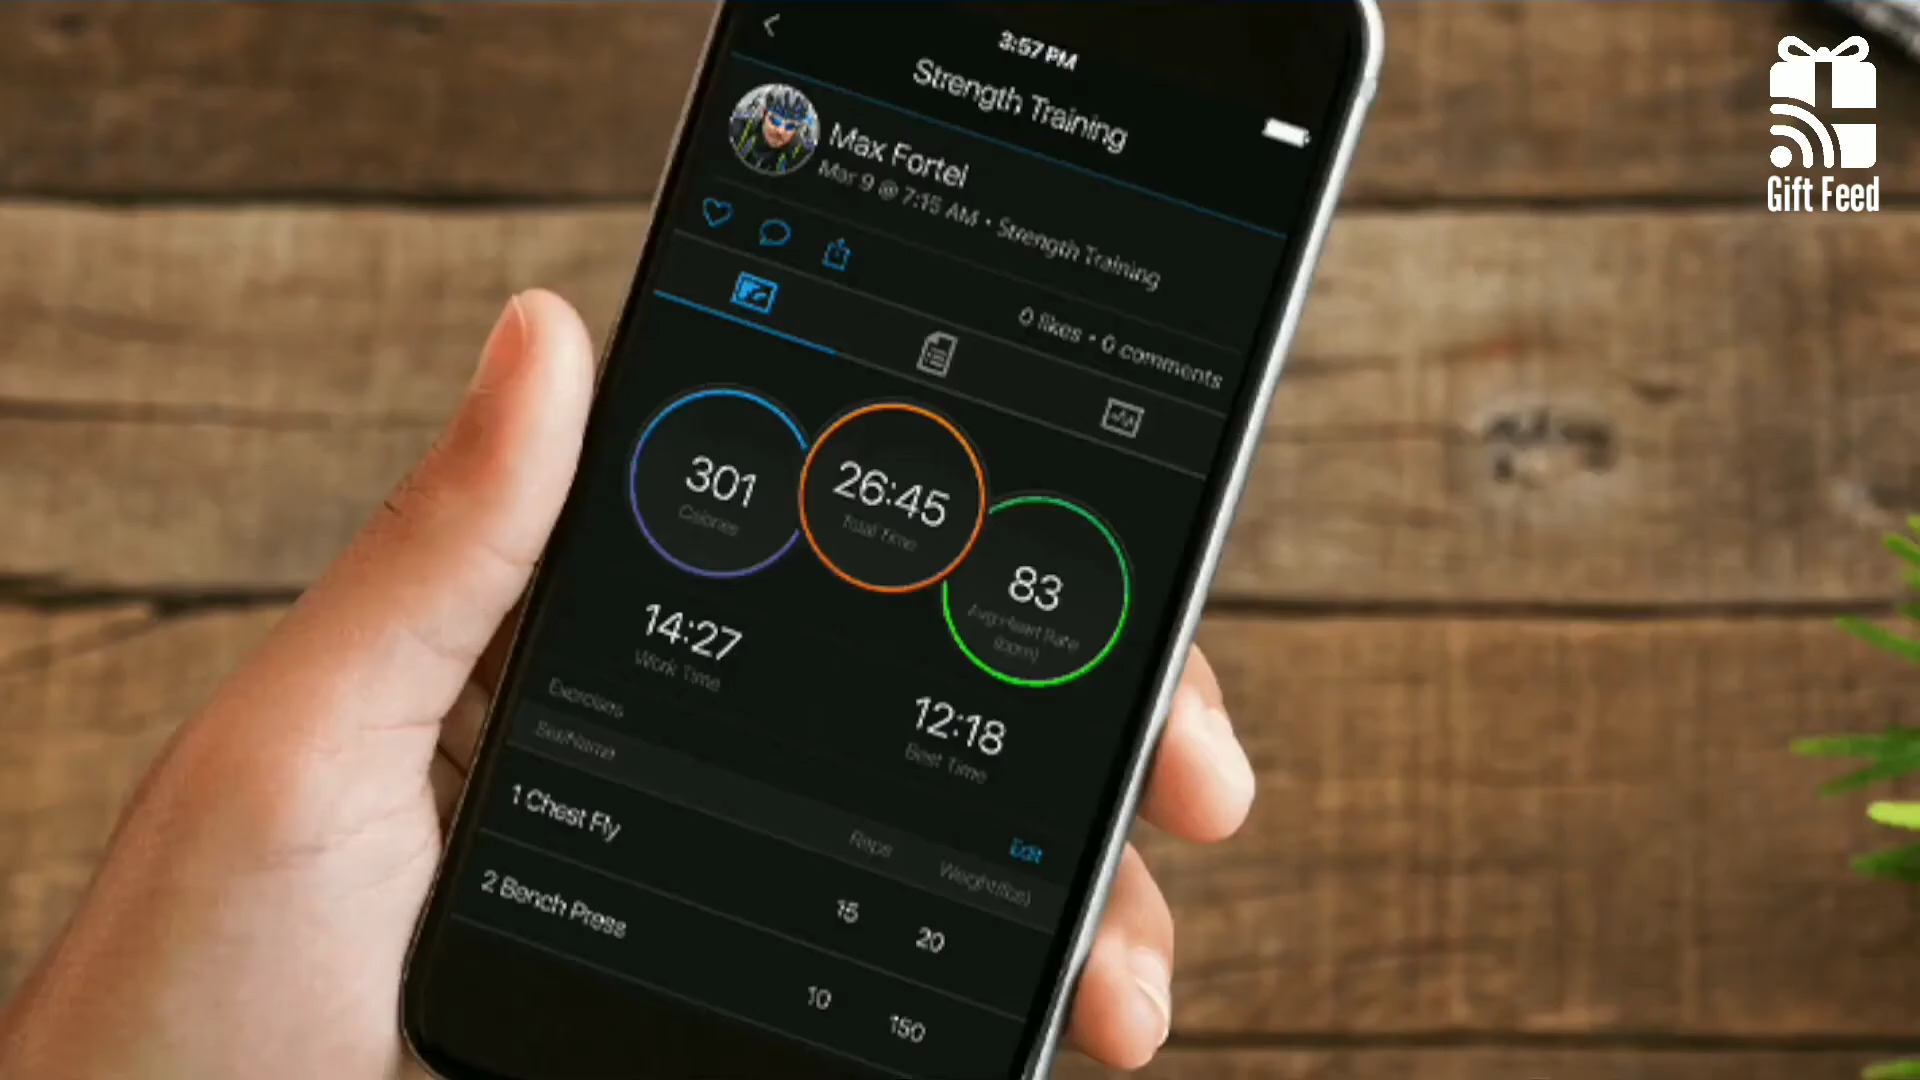 3:57 PM
Strength Training
Max Fortel
Mar 9 @ 7:15 AM • Strength Training
0 likes • 0 comments
301
Calories
26:45
Total Time
83
Avg Heart Rate
(bpm)
14:27
Work Time
12:18
Best Time
Exercises
Edit
Set/Name
Reps
Weight(lbs)
1 Chest Fly
15
20
2 Bench Press
10
150
Gift Feed